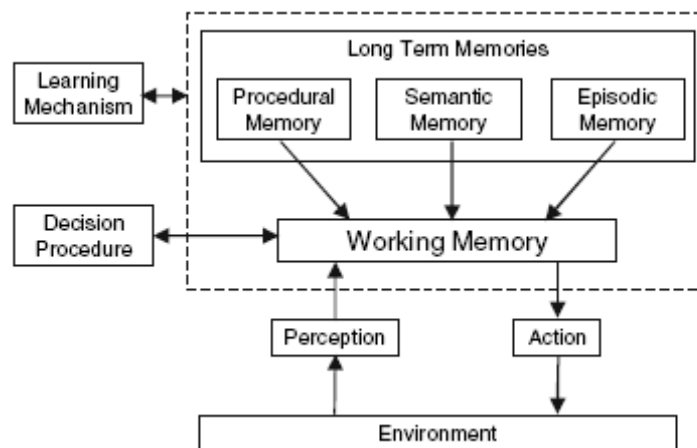 Long Term Memories
Learning
Mechanism
Procedural
Memory
Semantic
Memory
Episodic
Memory
Decision
Procedure
Working Memory
Perception
Action
Environment